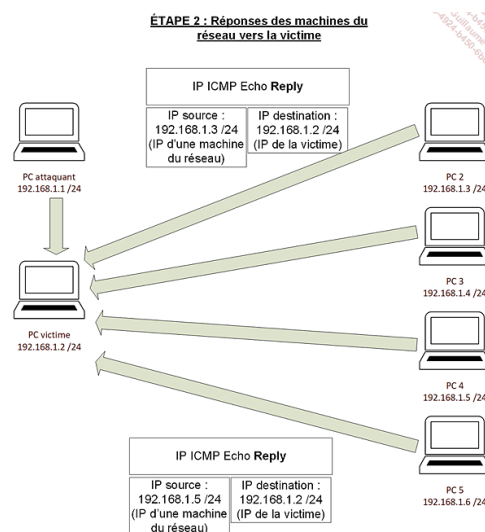 ÉTAPE 2 : Réponses des machines du
réseau vers la victime
IP ICMP Echo Reply
IP source :
192.168.1.3 /24
(IP d'une machine
du réseau)
IP destination :
192.168.1.2 /24
(IP de la victime)
PC attaquant
192.168.1.1 /24
PC 2
192.168.1.3 /24
PC 3
192.168.1.4 /24
PC victime
192.168.1.2 /24
PC 4
192.168.1.5 /24
PC 5
192.168.1.6 /24
IP ICMP Echo Reply
IP source :
192.168.1.5 /24
(IP d'une machine
du réseau)
IP destination :
192.168.1.2 /24
(IP de la victime)